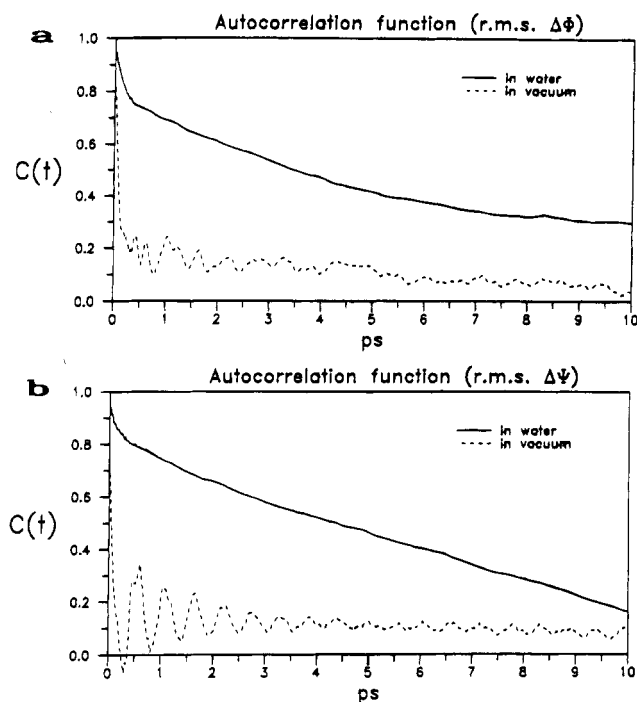 a
Autocorrelation function (r.m.s. ΔΦ)
1.0
0.8
0.6
C(t)
0.4
0.2
0.0
In water
In vacuum
0 1 2 3 4 5 6 7 8 9 10
ps
b
Autocorrelation function (r.m.s. ΔΨ)
1.0
0.8
0.6
C(t)
0.4
0.2
0.0
In water
In vacuum
0 1 2 3 4 5 6 7 8 9 10
ps